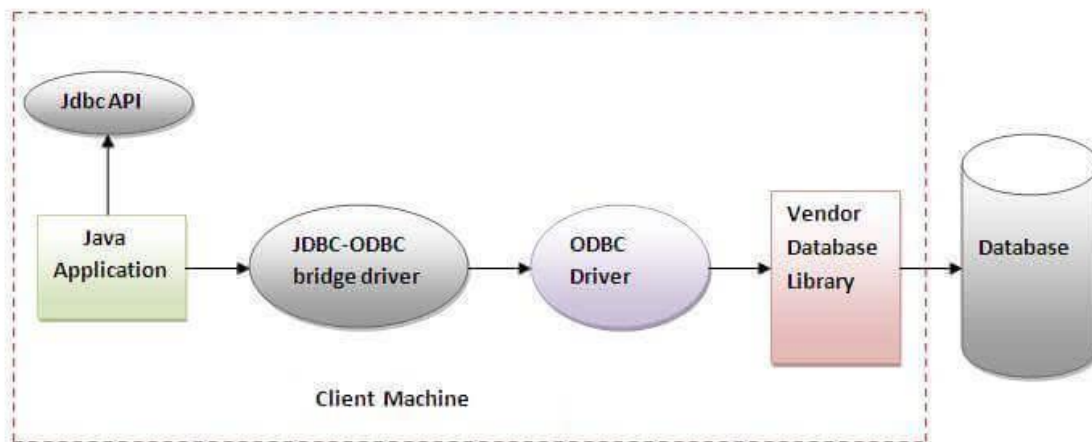 Jdbc API
Java
Application
JDBC-ODBC
bridge driver
ODBC
Driver
Vendor
Database
Library
Database
Client Machine